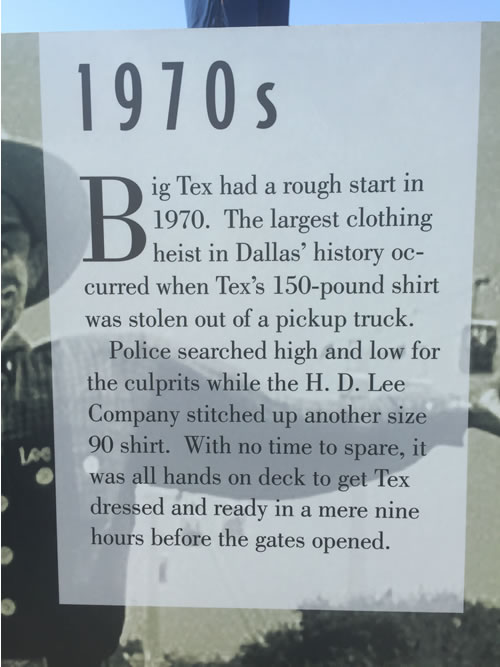 1970s
Big Tex had a rough start in
1970. The largest clothing
heist in Dallas’ history oc-
curred when Tex’s 150-pound shirt
was stolen out of a pickup truck.
Police searched high and low for
the culprits while the H. D. Lee
Company stitched up another size
90 shirt. With no time to spare, it
was all hands on deck to get Tex
dressed and ready in a mere nine
hours before the gates opened.
Lee